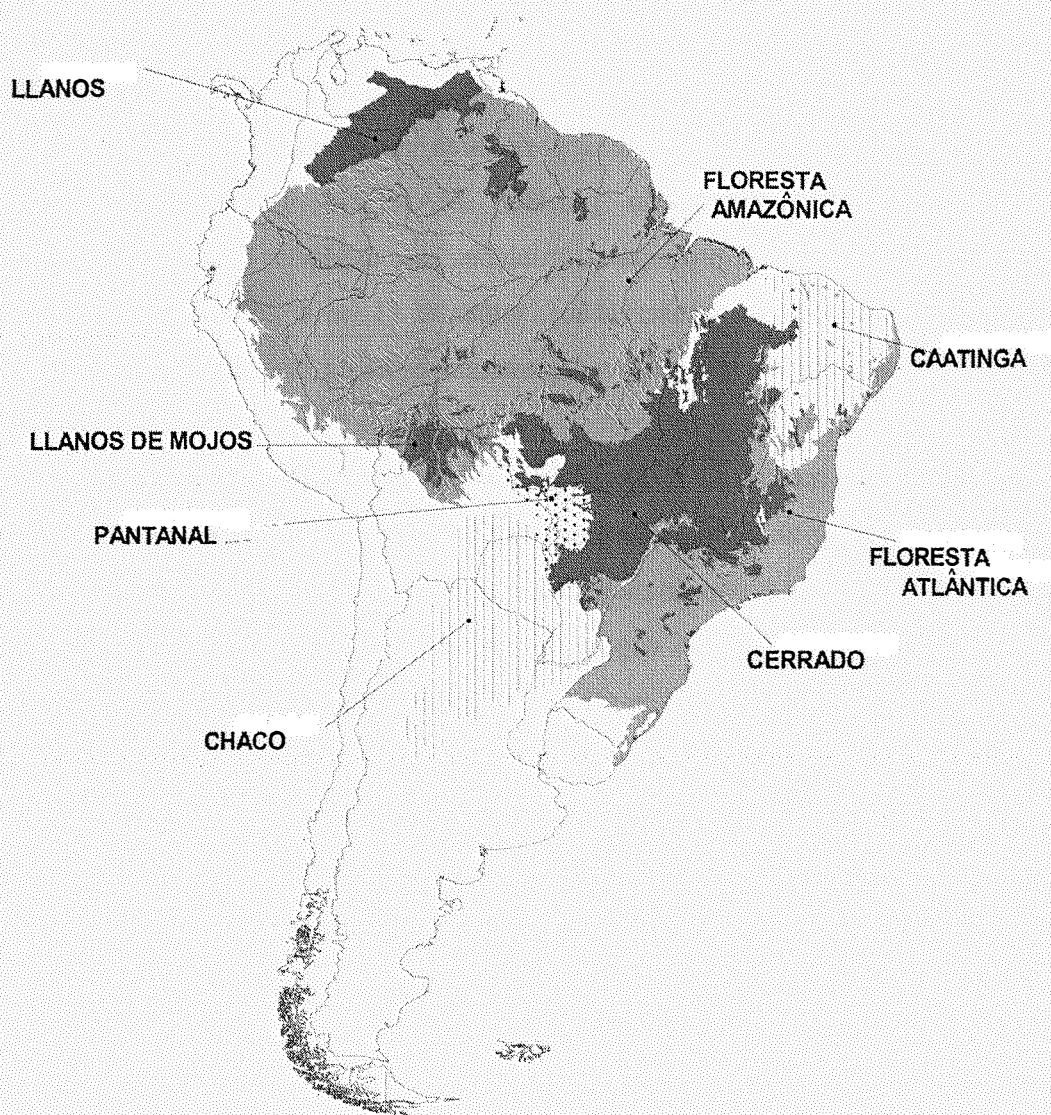 LLANOS
FLORESTA
AMAZÔNICA
CAATINGA
LLANOS DE MOJOS
PANTANAL
FLORESTA
ATLÂNTICA
CERRADO
CHACO